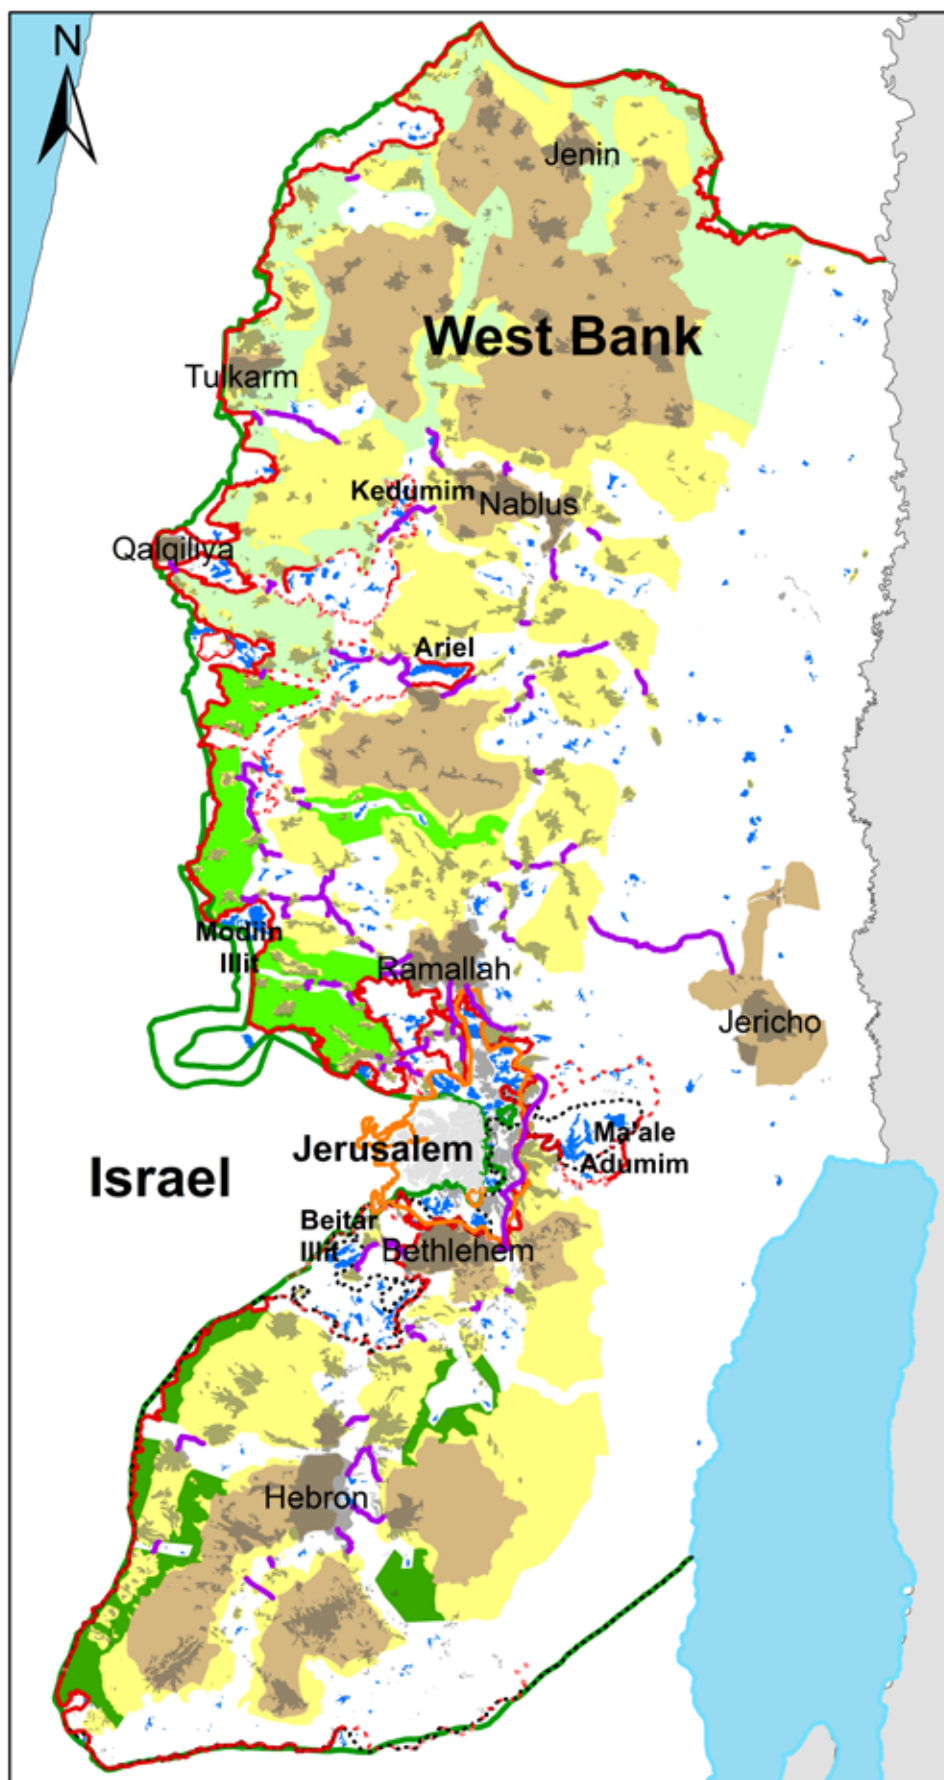 N
Jenin
West Bank
Tulkarm
Kedumim
Nablus
Qalqiliya
Ariel
Modiin
Illit
Ramallah
Jericho
Jerusalem
Ma'ale
Adumim
Israel
Beitar
Illit
Bethlehem
Hebron